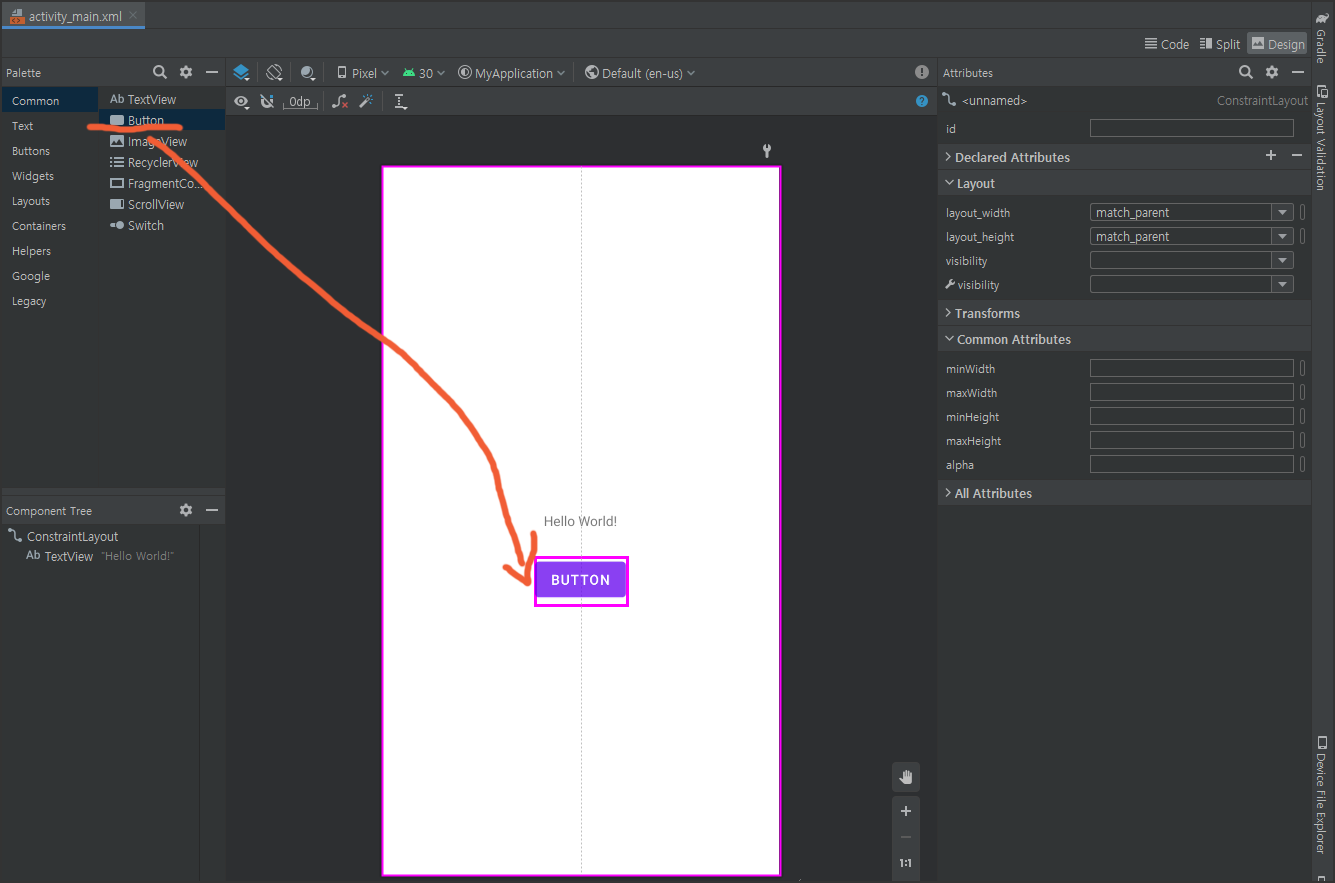 activity_main.xml
Code Split Design
Palette
Pixel 30 MyApplication Default (en-us)
Attributes
Common
Text
Buttons
Widgets
Layouts
Containers
Helpers
Google
Legacy
Ab TextView
Button
ImageView
RecyclerView
FragmentCo...
ScrollView
Switch
0dp
<unnamed> ConstraintLayout
id
Declared Attributes
Layout
layout_width match_parent
layout_height match_parent
visibility
visibility
Transforms
Common Attributes
minWidth
maxWidth
minHeight
maxHeight
alpha
All Attributes
Hello World!
BUTTON
Component Tree
ConstraintLayout
Ab TextView "Hello World!"
1:1
Gradle
Layout Validation
Device File Explorer